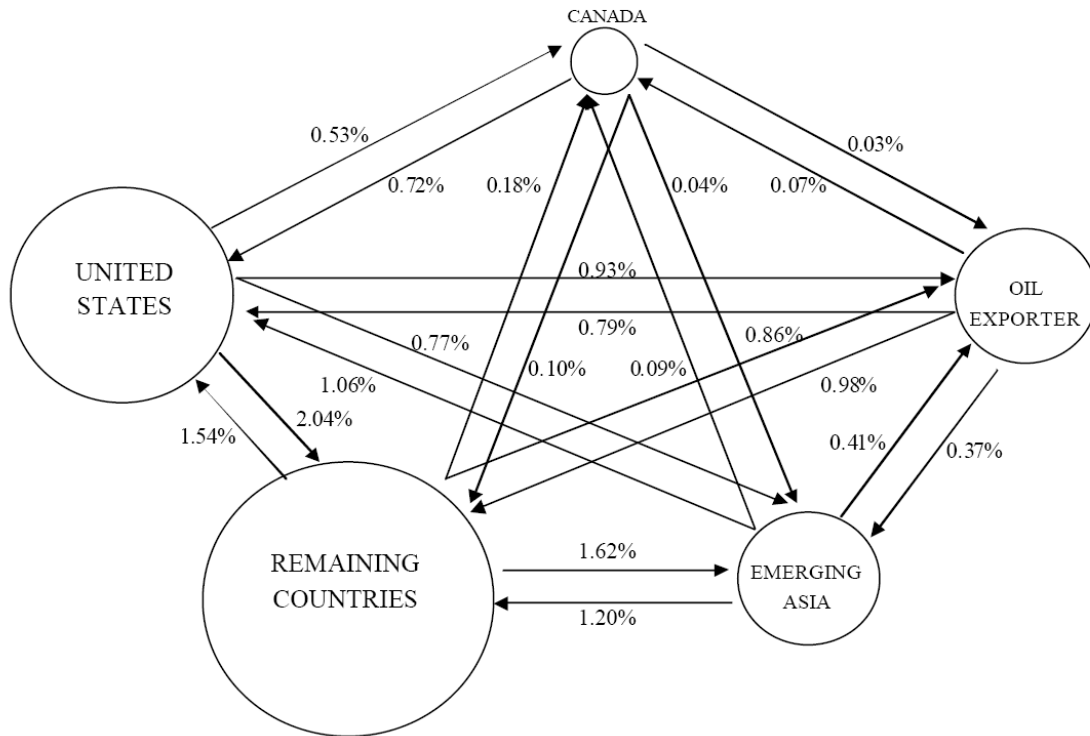 CANADA
0.53%
0.03%
0.72%
0.18%
0.04%
0.07%
UNITED
STATES
0.93%
OIL
EXPORTER
0.79%
0.77%
0.86%
1.06%
0.10%
0.09%
0.98%
2.04%
1.54%
0.41%
0.37%
REMAINING
COUNTRIES
1.62%
EMERGING
ASIA
1.20%